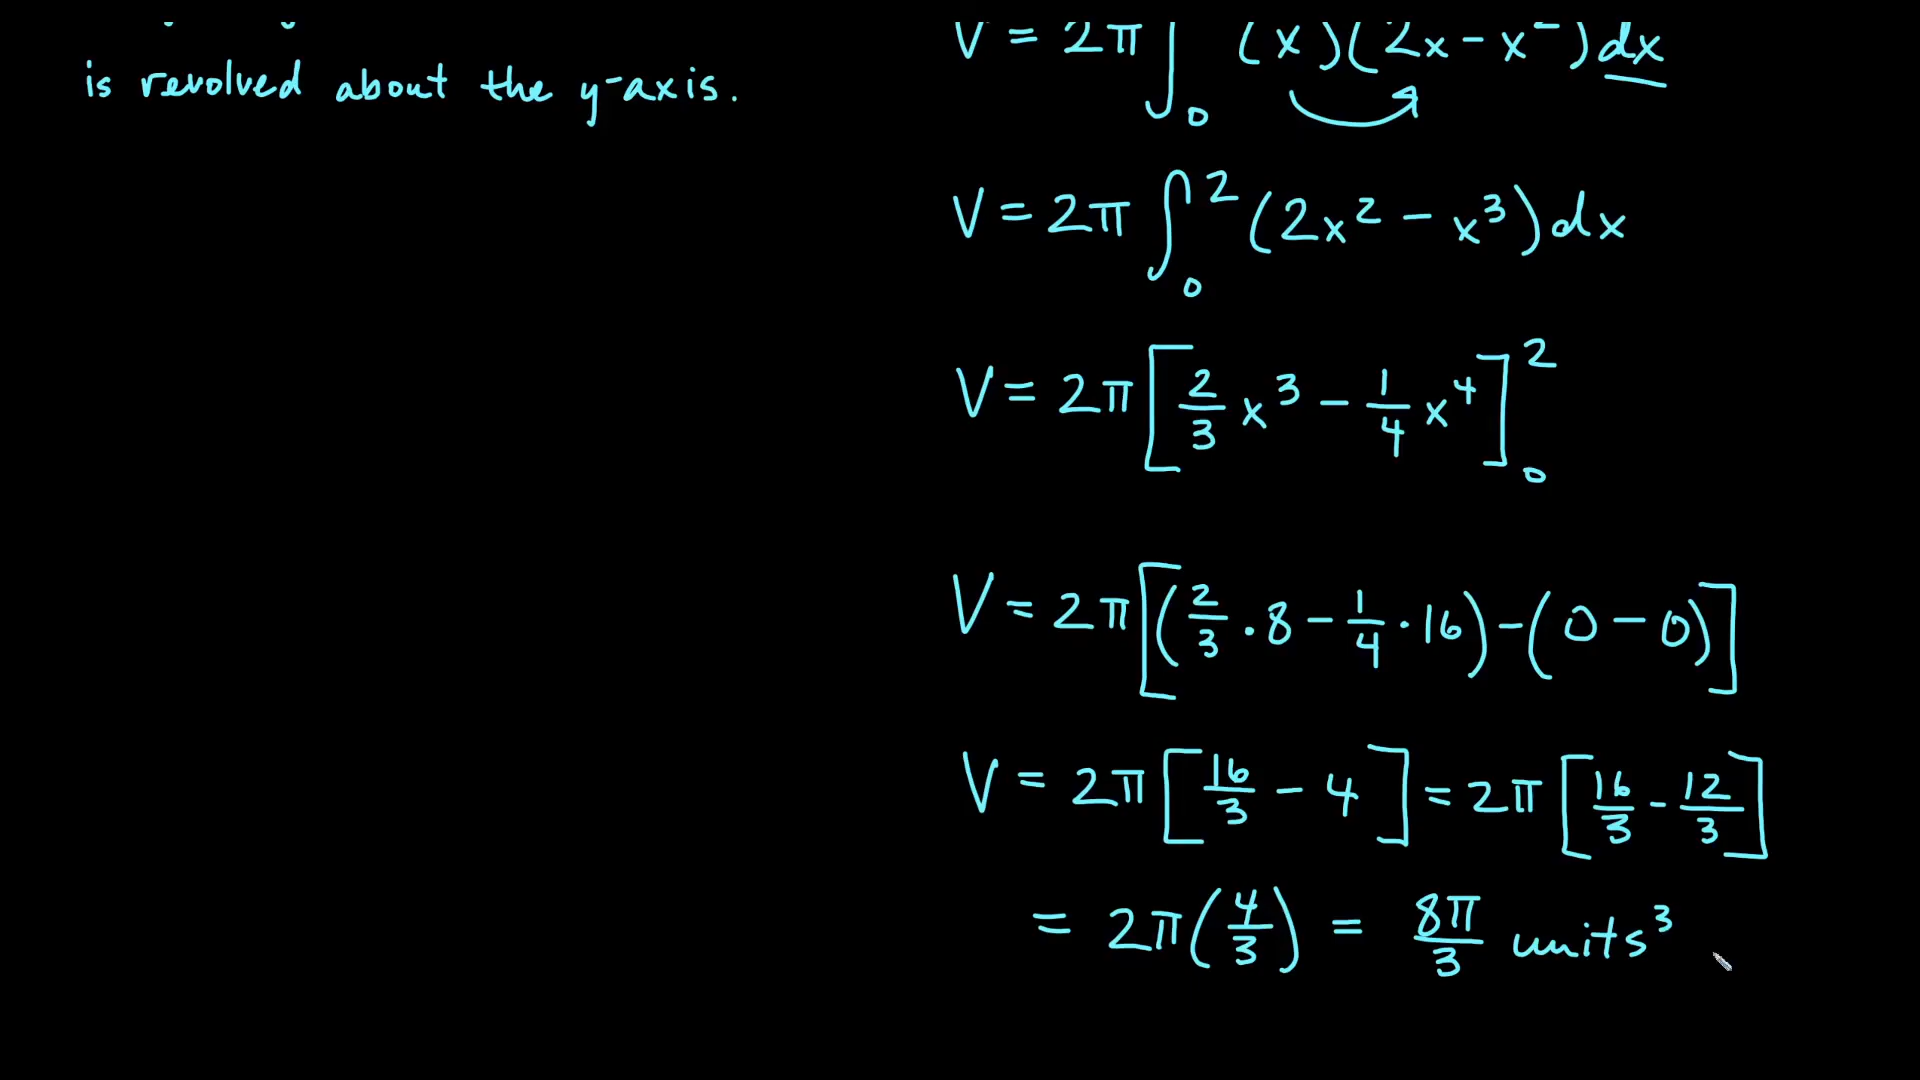 is revolved about the y-axis.
V = 2π ∫₀ (x)(2x - x²) dx
V = 2π ∫₀² (2x² - x³) dx
V = 2π [2/3 x³ - 1/4 x⁴]₀²
V = 2π [(2/3 · 8 - 1/4 · 16) - (0 - 0)]
V = 2π [16/3 - 4] = 2π [16/3 - 12/3]
= 2π (4/3) = 8π/3 units³